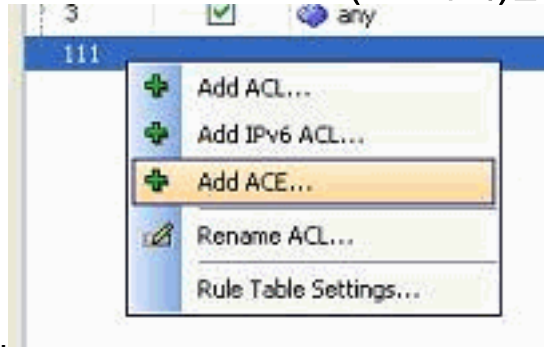 3 any
111
Add ACL...
Add IPv6 ACL...
Add ACE...
Rename ACL...
Rule Table Settings...